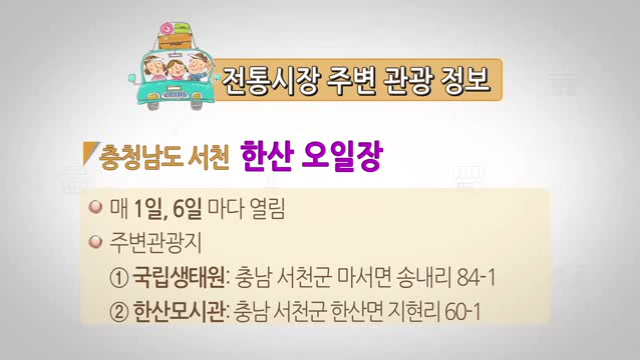 전통시장 주변 관광 정보
충청남도 서천 한산 오일장
매 1일, 6일 마다 열림
주변관광지
① 국립생태원: 충남 서천군 마서면 송내리 84-1
② 한산모시관: 충남 서천군 한산면 지현리 60-1